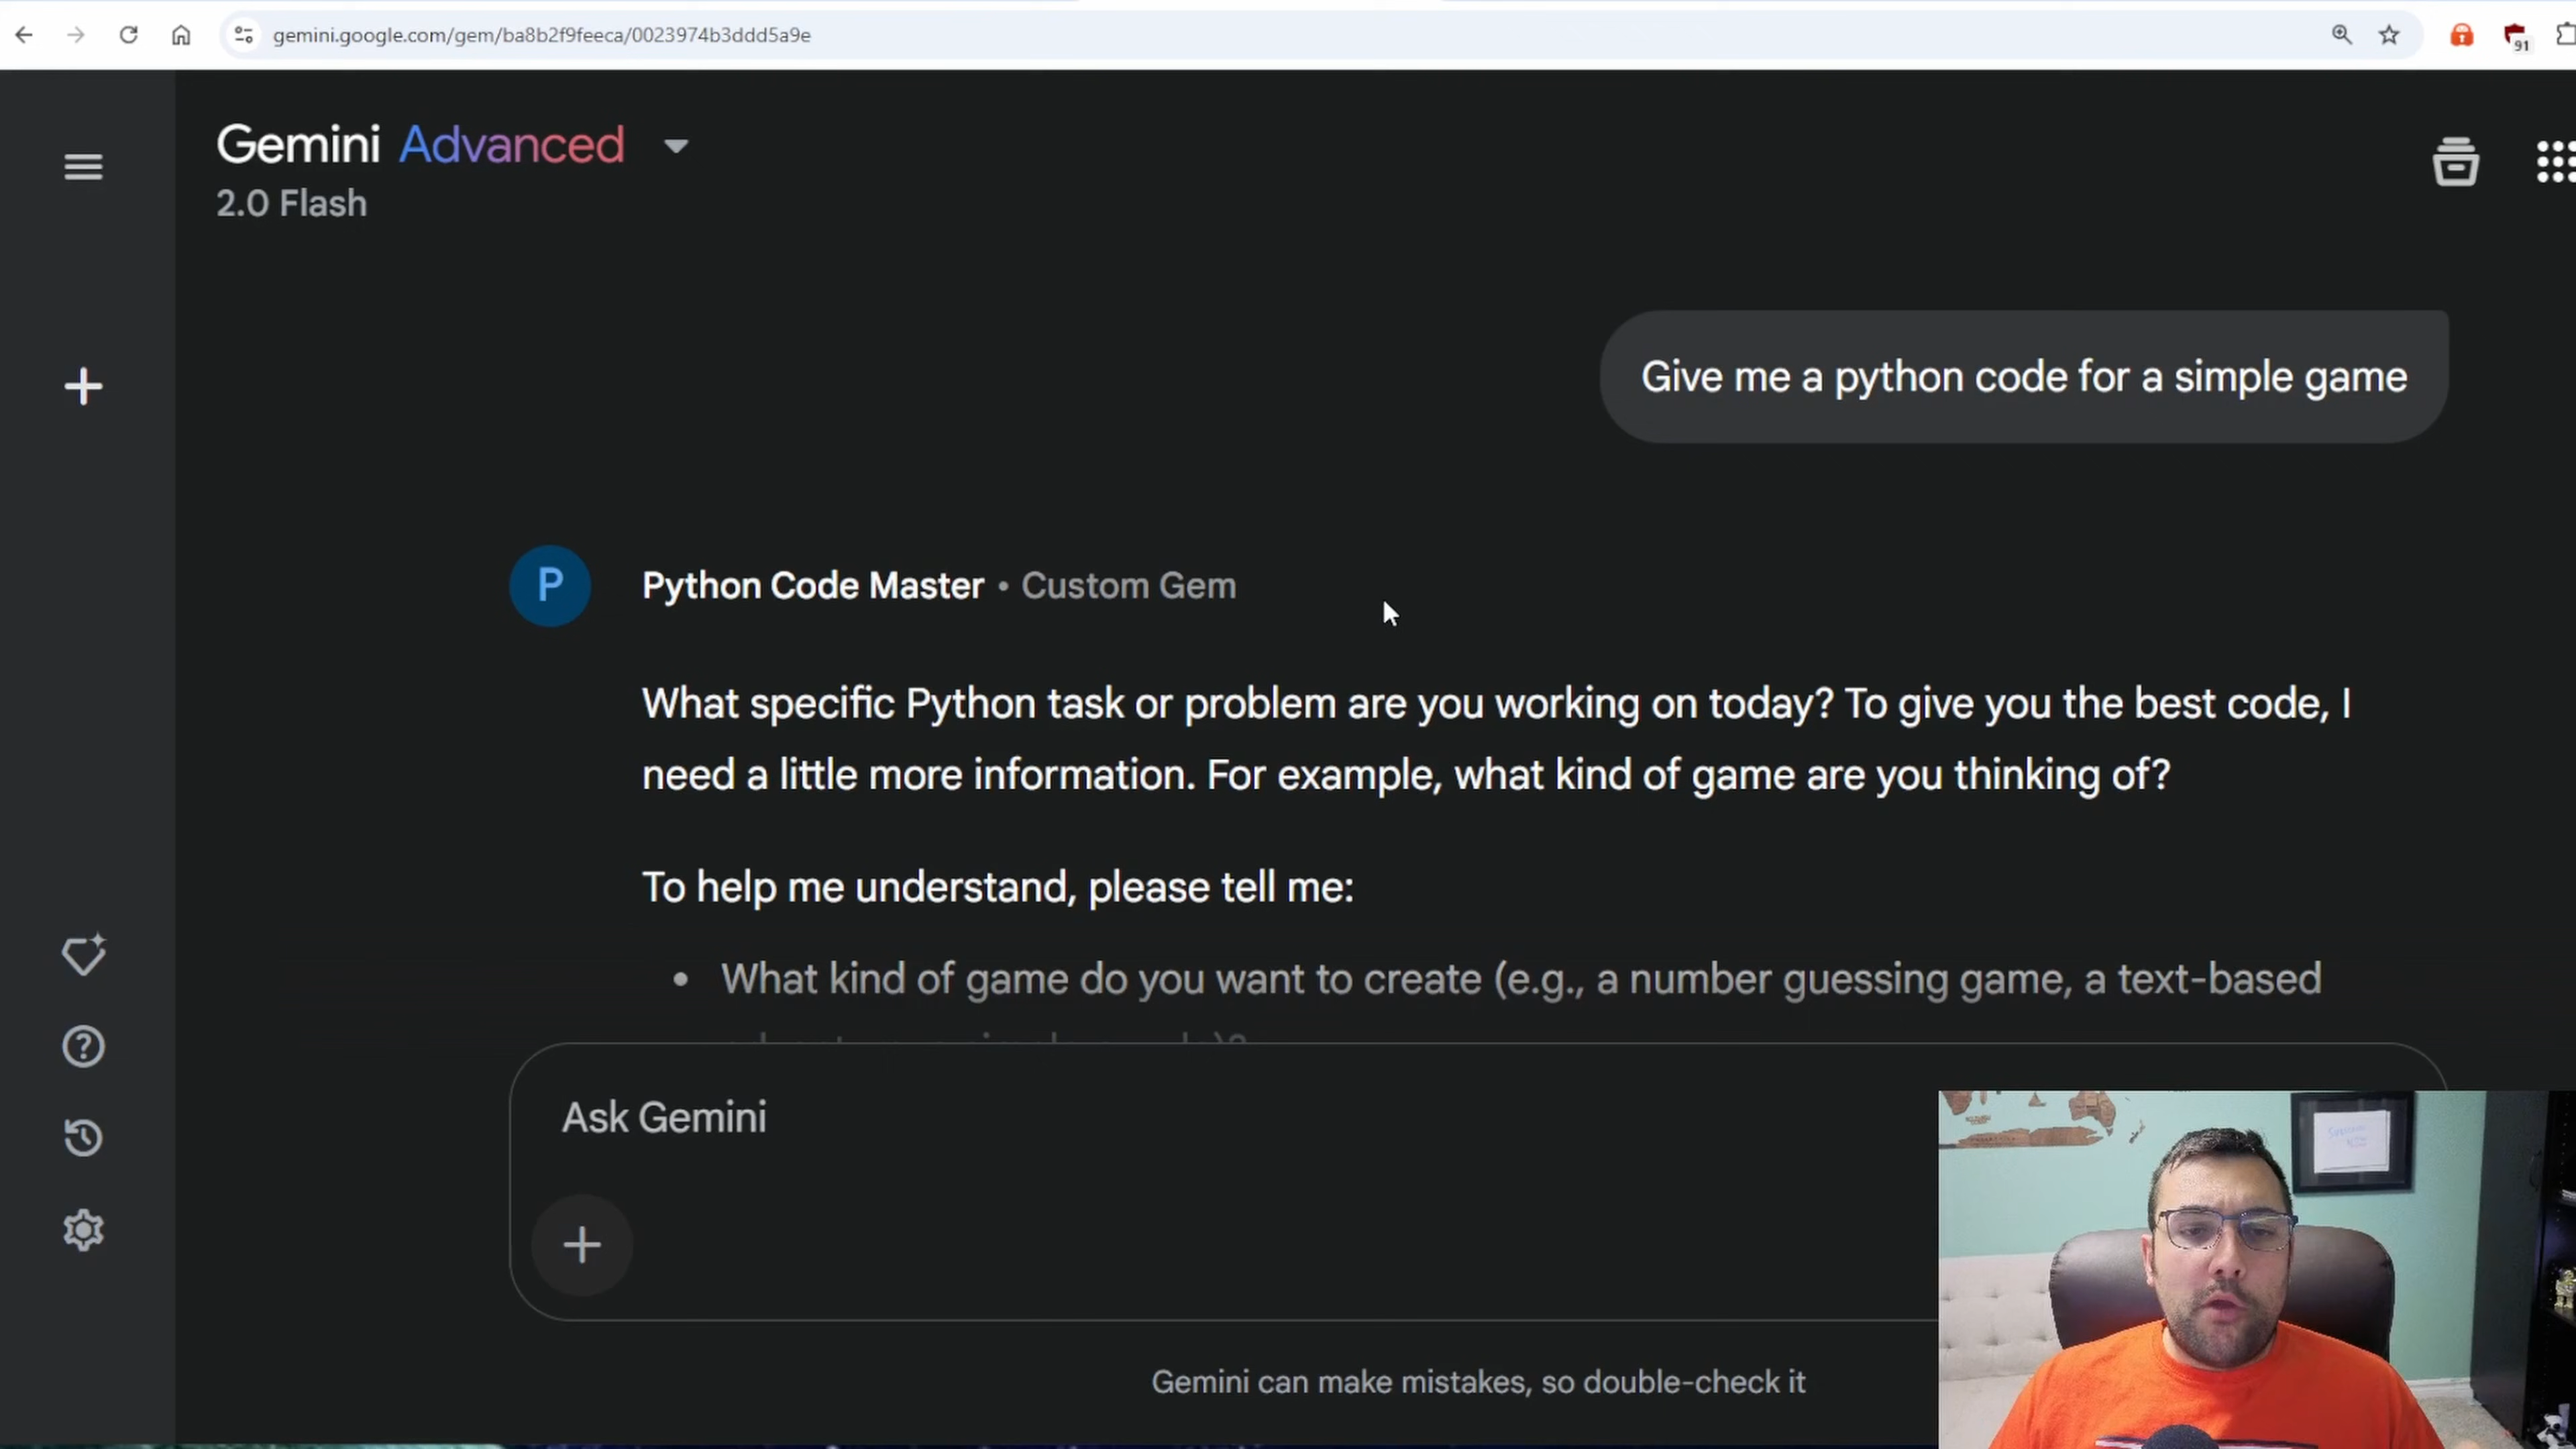 gemini.google.com/gem/ba8b2f9feeca/0023974b3ddd5a9e
91
Gemini Advanced
2.0 Flash
Give me a python code for a simple game
P
Python Code Master • Custom Gem
What specific Python task or problem are you working on today? To give you the best code, I
need a little more information. For example, what kind of game are you thinking of?
To help me understand, please tell me:
• What kind of game do you want to create (e.g., a number guessing game, a text-based
Ask Gemini
Gemini can make mistakes, so double-check it